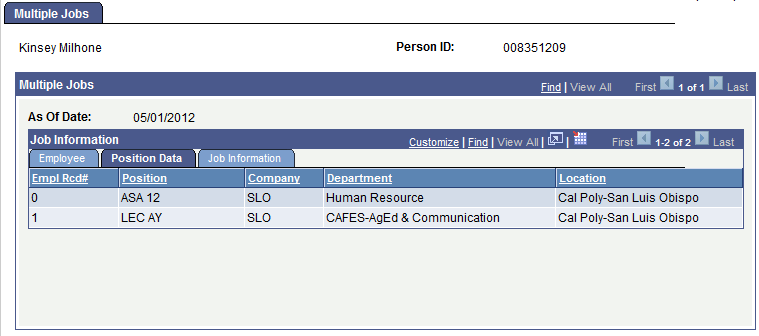 Multiple Jobs
Kinsey Milhone Person ID: 008351209
Multiple Jobs Find | View All First 1 of 1 Last
As Of Date: 05/01/2012
Job Information Customize | Find | View All | | First 1-2 of 2 Last
Employee Position Data Job Information
Empl Rcd# Position Company Department Location
0 ASA 12 SLO Human Resource Cal Poly-San Luis Obispo
1 LEC AY SLO CAFES-AgEd & Communication Cal Poly-San Luis Obispo